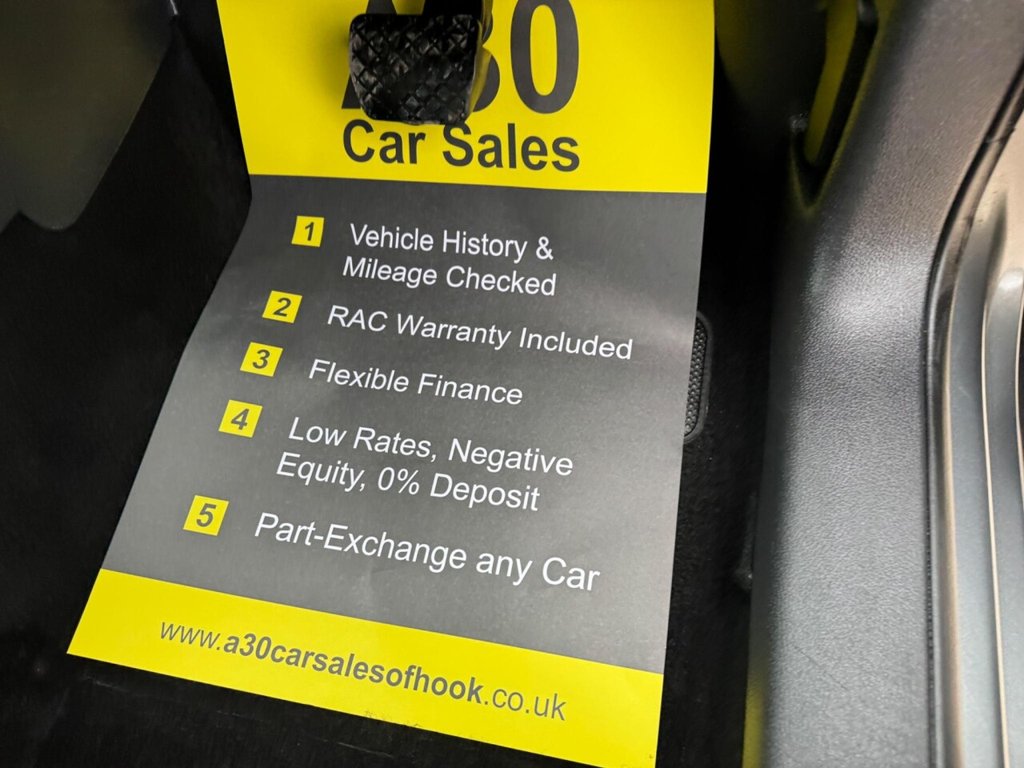 A30
Car Sales
1 Vehicle History &
Mileage Checked
2 RAC Warranty Included
3 Flexible Finance
4 Low Rates, Negative
Equity, 0% Deposit
5 Part-Exchange any Car
www.a30carsalesofhook.co.uk